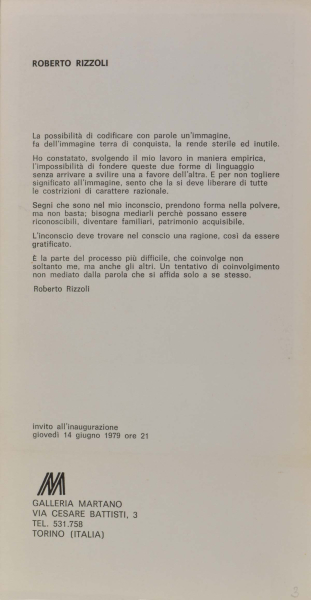 ROBERTO RIZZOLI
La possibilità di codificare con parole un'immagine,
fa dell'immagine terra di conquista, la rende sterile ed inutile.
Ho constatato, svolgendo il mio lavoro in maniera empirica,
l'impossibilità di fondere queste due forme di linguaggio
senza arrivare a svilire una a favore dell'altra. E per non togliere
significato all'immagine, sento che la si deve liberare di tutte
le costrizioni di carattere razionale.
Segni che sono nel mio inconscio, prendono forma nella polvere,
ma non basta; bisogna mediarli perchè possano essere
riconoscibili, diventare familiari, patrimonio acquisibile.
L'inconscio deve trovare nel conscio una ragione, così da essere
gratificato.
È la parte del processo più difficile, che coinvolge non
soltanto me, ma anche gli altri. Un tentativo di coinvolgimento
non mediato dalla parola che si affida solo a se stesso.
Roberto Rizzoli
invito all'inaugurazione
giovedì 14 giugno 1979 ore 21
GALLERIA MARTANO
VIA CESARE BATTISTI, 3
TEL. 531.758
TORINO (ITALIA)